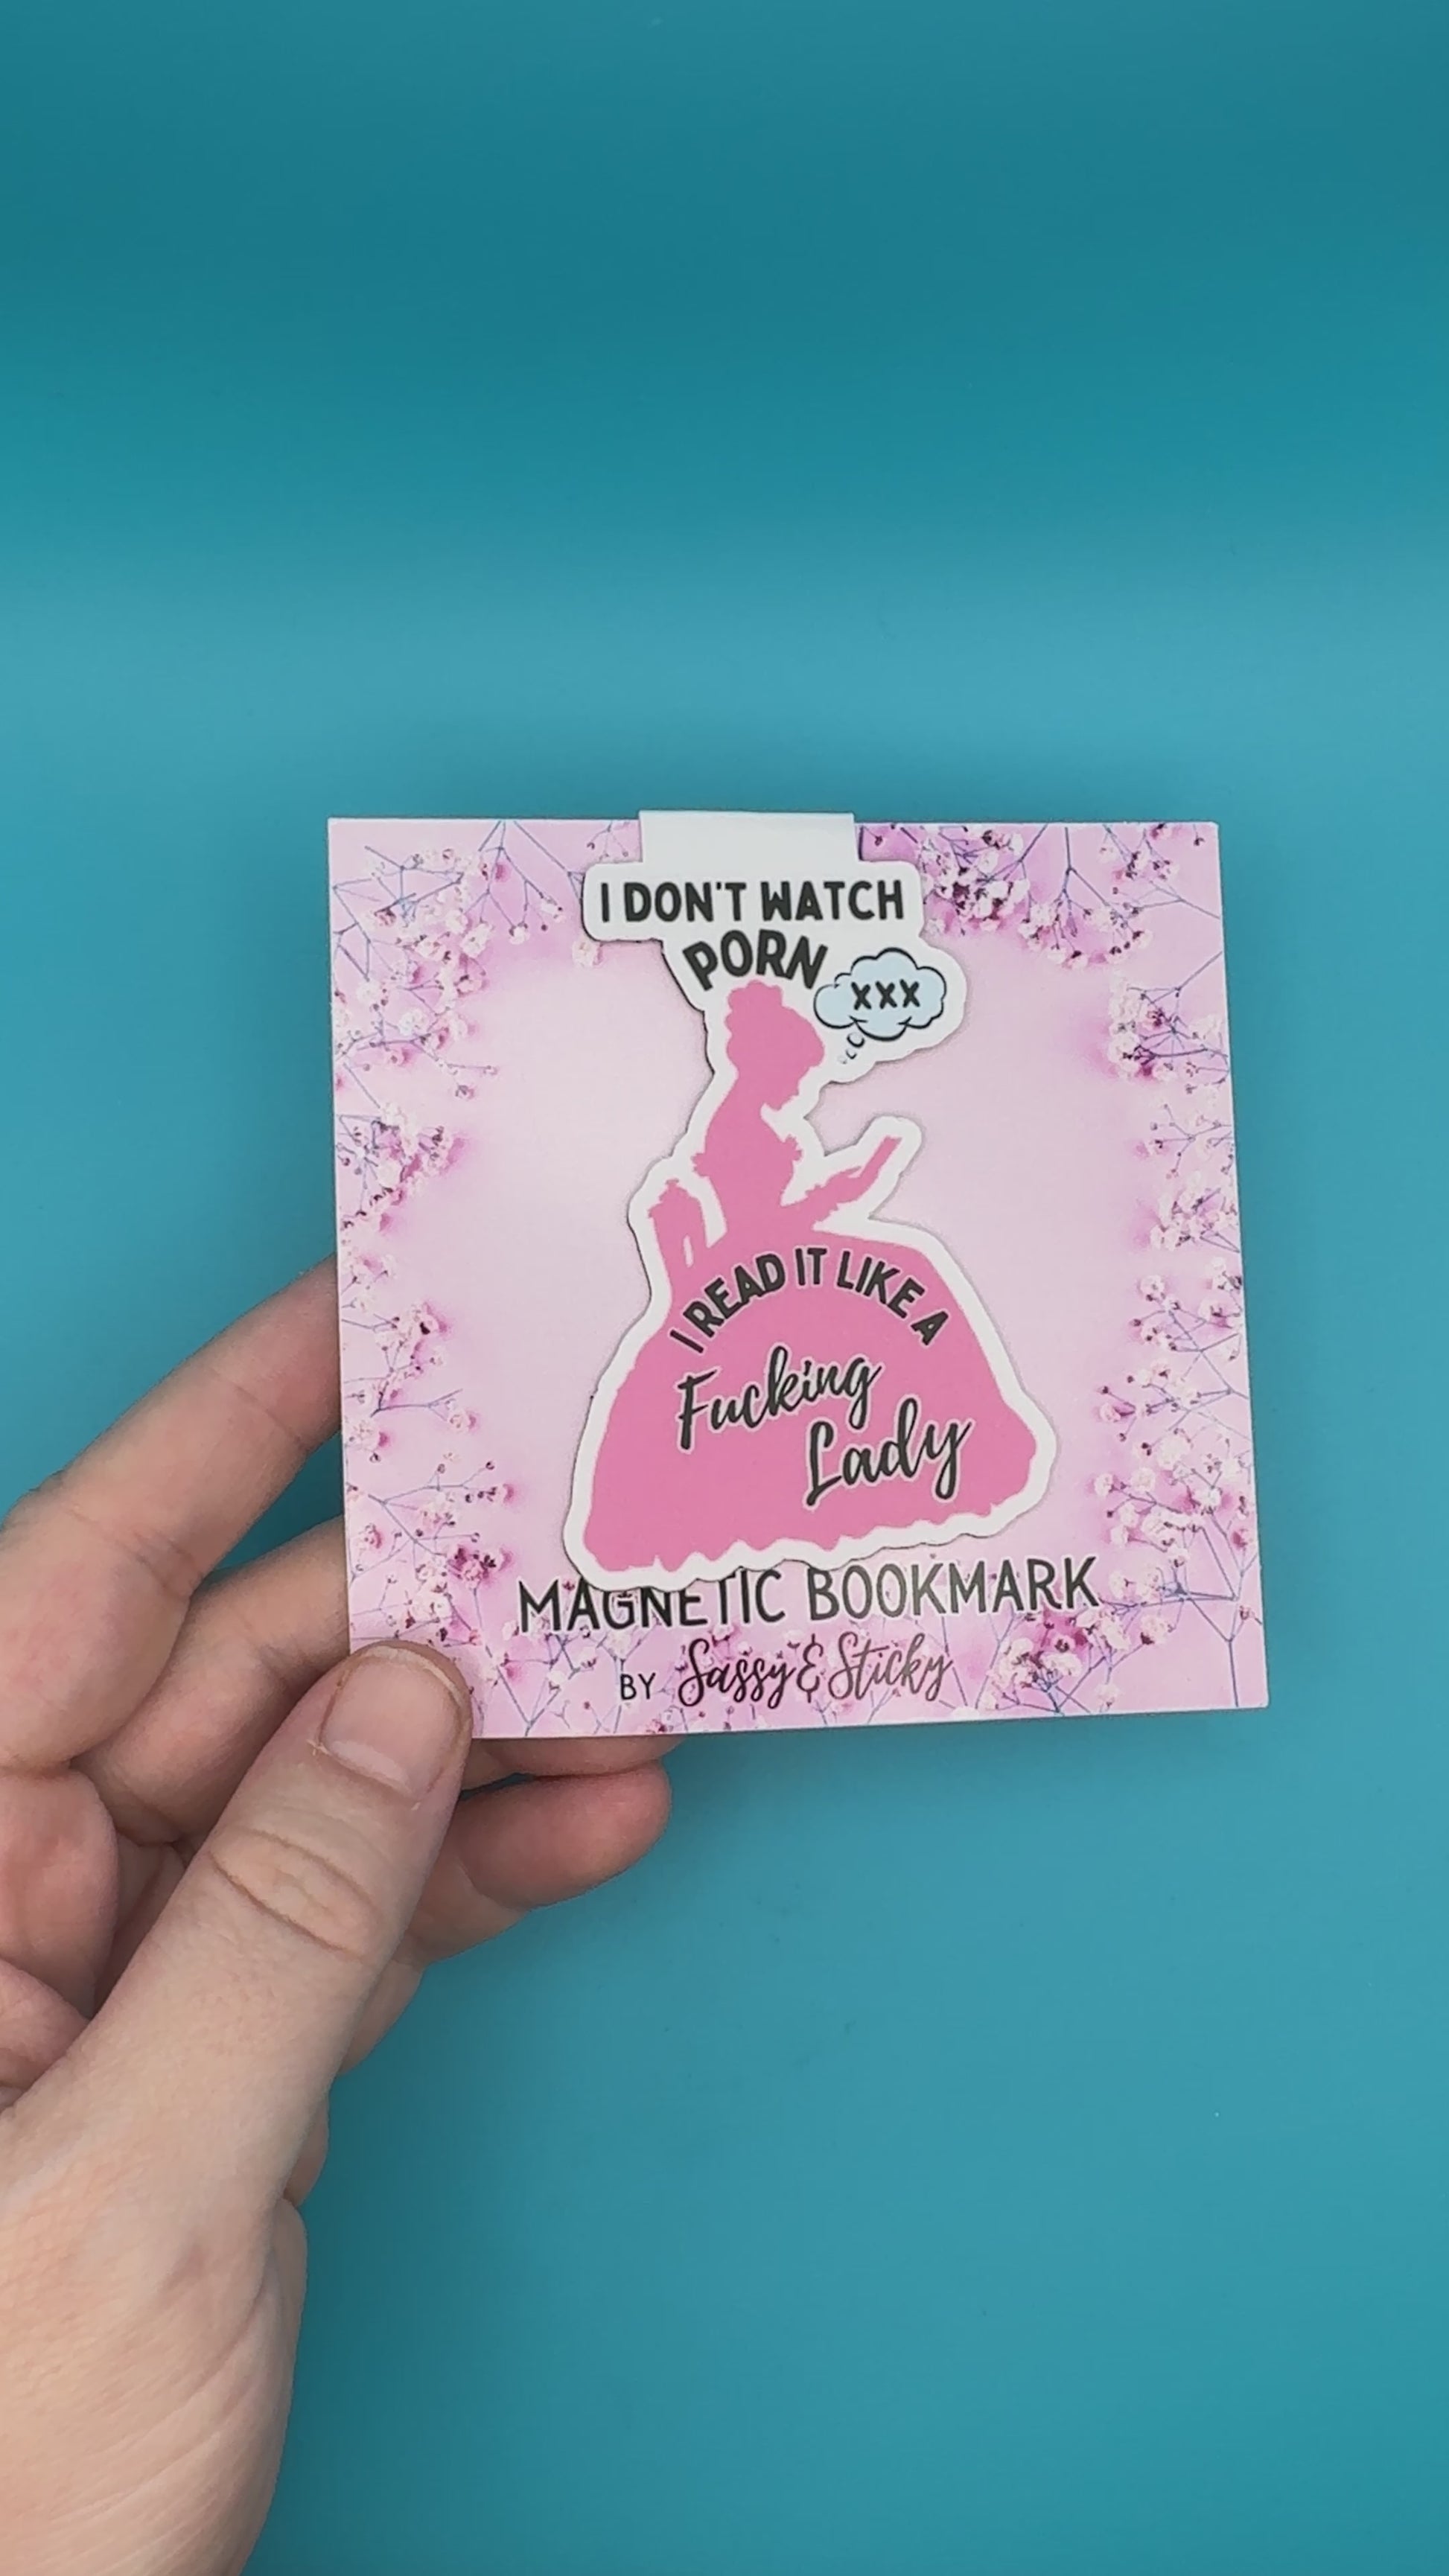 I DON'T WATCH
PORN
XXX
I READ IT LIKE A
Fucking
Lady
MAGNETIC BOOKMARK
BY Sassy & Sticky